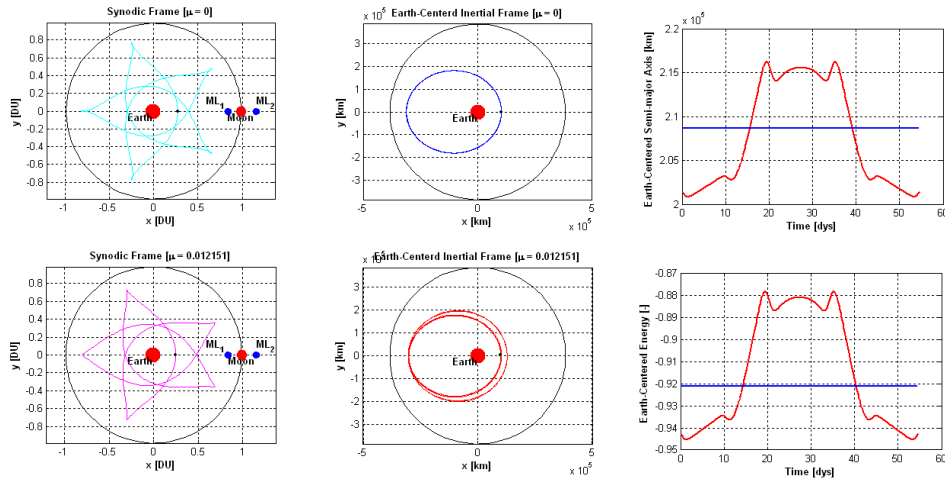 Synodic Frame [μ = 0]
y [DU]
0.8
0.6
0.4
0.2
0
-0.2
-0.4
-0.6
-0.8
-1
-0.5
0
0.5
1
x [DU]
Earth
ML1
Moon
ML2
Earth-Centerd Inertial Frame [μ = 0]
x 10^5
y [km]
3
2
1
0
-1
-2
-3
-5
0
5
x [km]
x 10^5
Earth
x 10^5
Earth-Centered Semi-major Axis [km]
2.2
2.15
2.1
2.05
2
0
10
20
30
40
50
60
Time [dys]
Synodic Frame [μ = 0.012151]
y [DU]
0.8
0.6
0.4
0.2
0
-0.2
-0.4
-0.6
-0.8
-1
-0.5
0
0.5
1
x [DU]
Earth
ML1
Moon
ML2
Earth-Centerd Inertial Frame [μ = 0.012151]
x 10^5
y [km]
3
2
1
0
-1
-2
-3
-5
0
5
x [km]
x 10^5
Earth
Earth-Centered Energy [-]
-0.87
-0.88
-0.89
-0.9
-0.91
-0.92
-0.93
-0.94
-0.95
0
10
20
30
40
50
60
Time [dys]